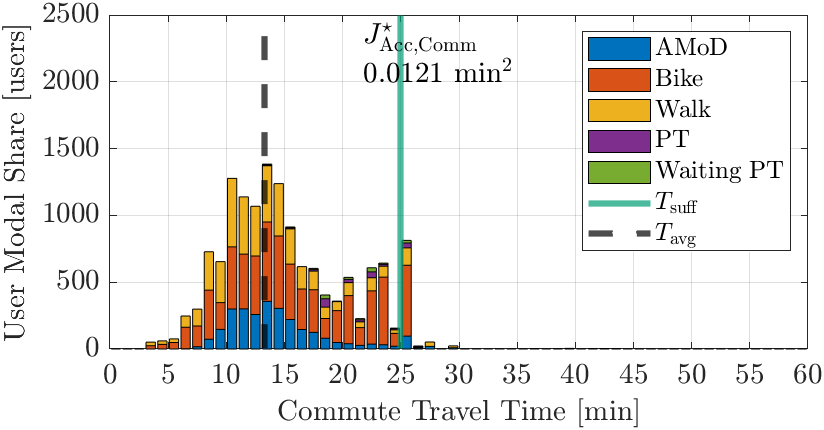 2500
2000
1500
1000
500
0
User Modal Share [users]
J⋆Acc,Comm
0.0121 min²
AMoD
Bike
Walk
PT
Waiting PT
Tsuff
Tavg
0 5 10 15 20 25 30 35 40 45 50 55 60
Commute Travel Time [min]